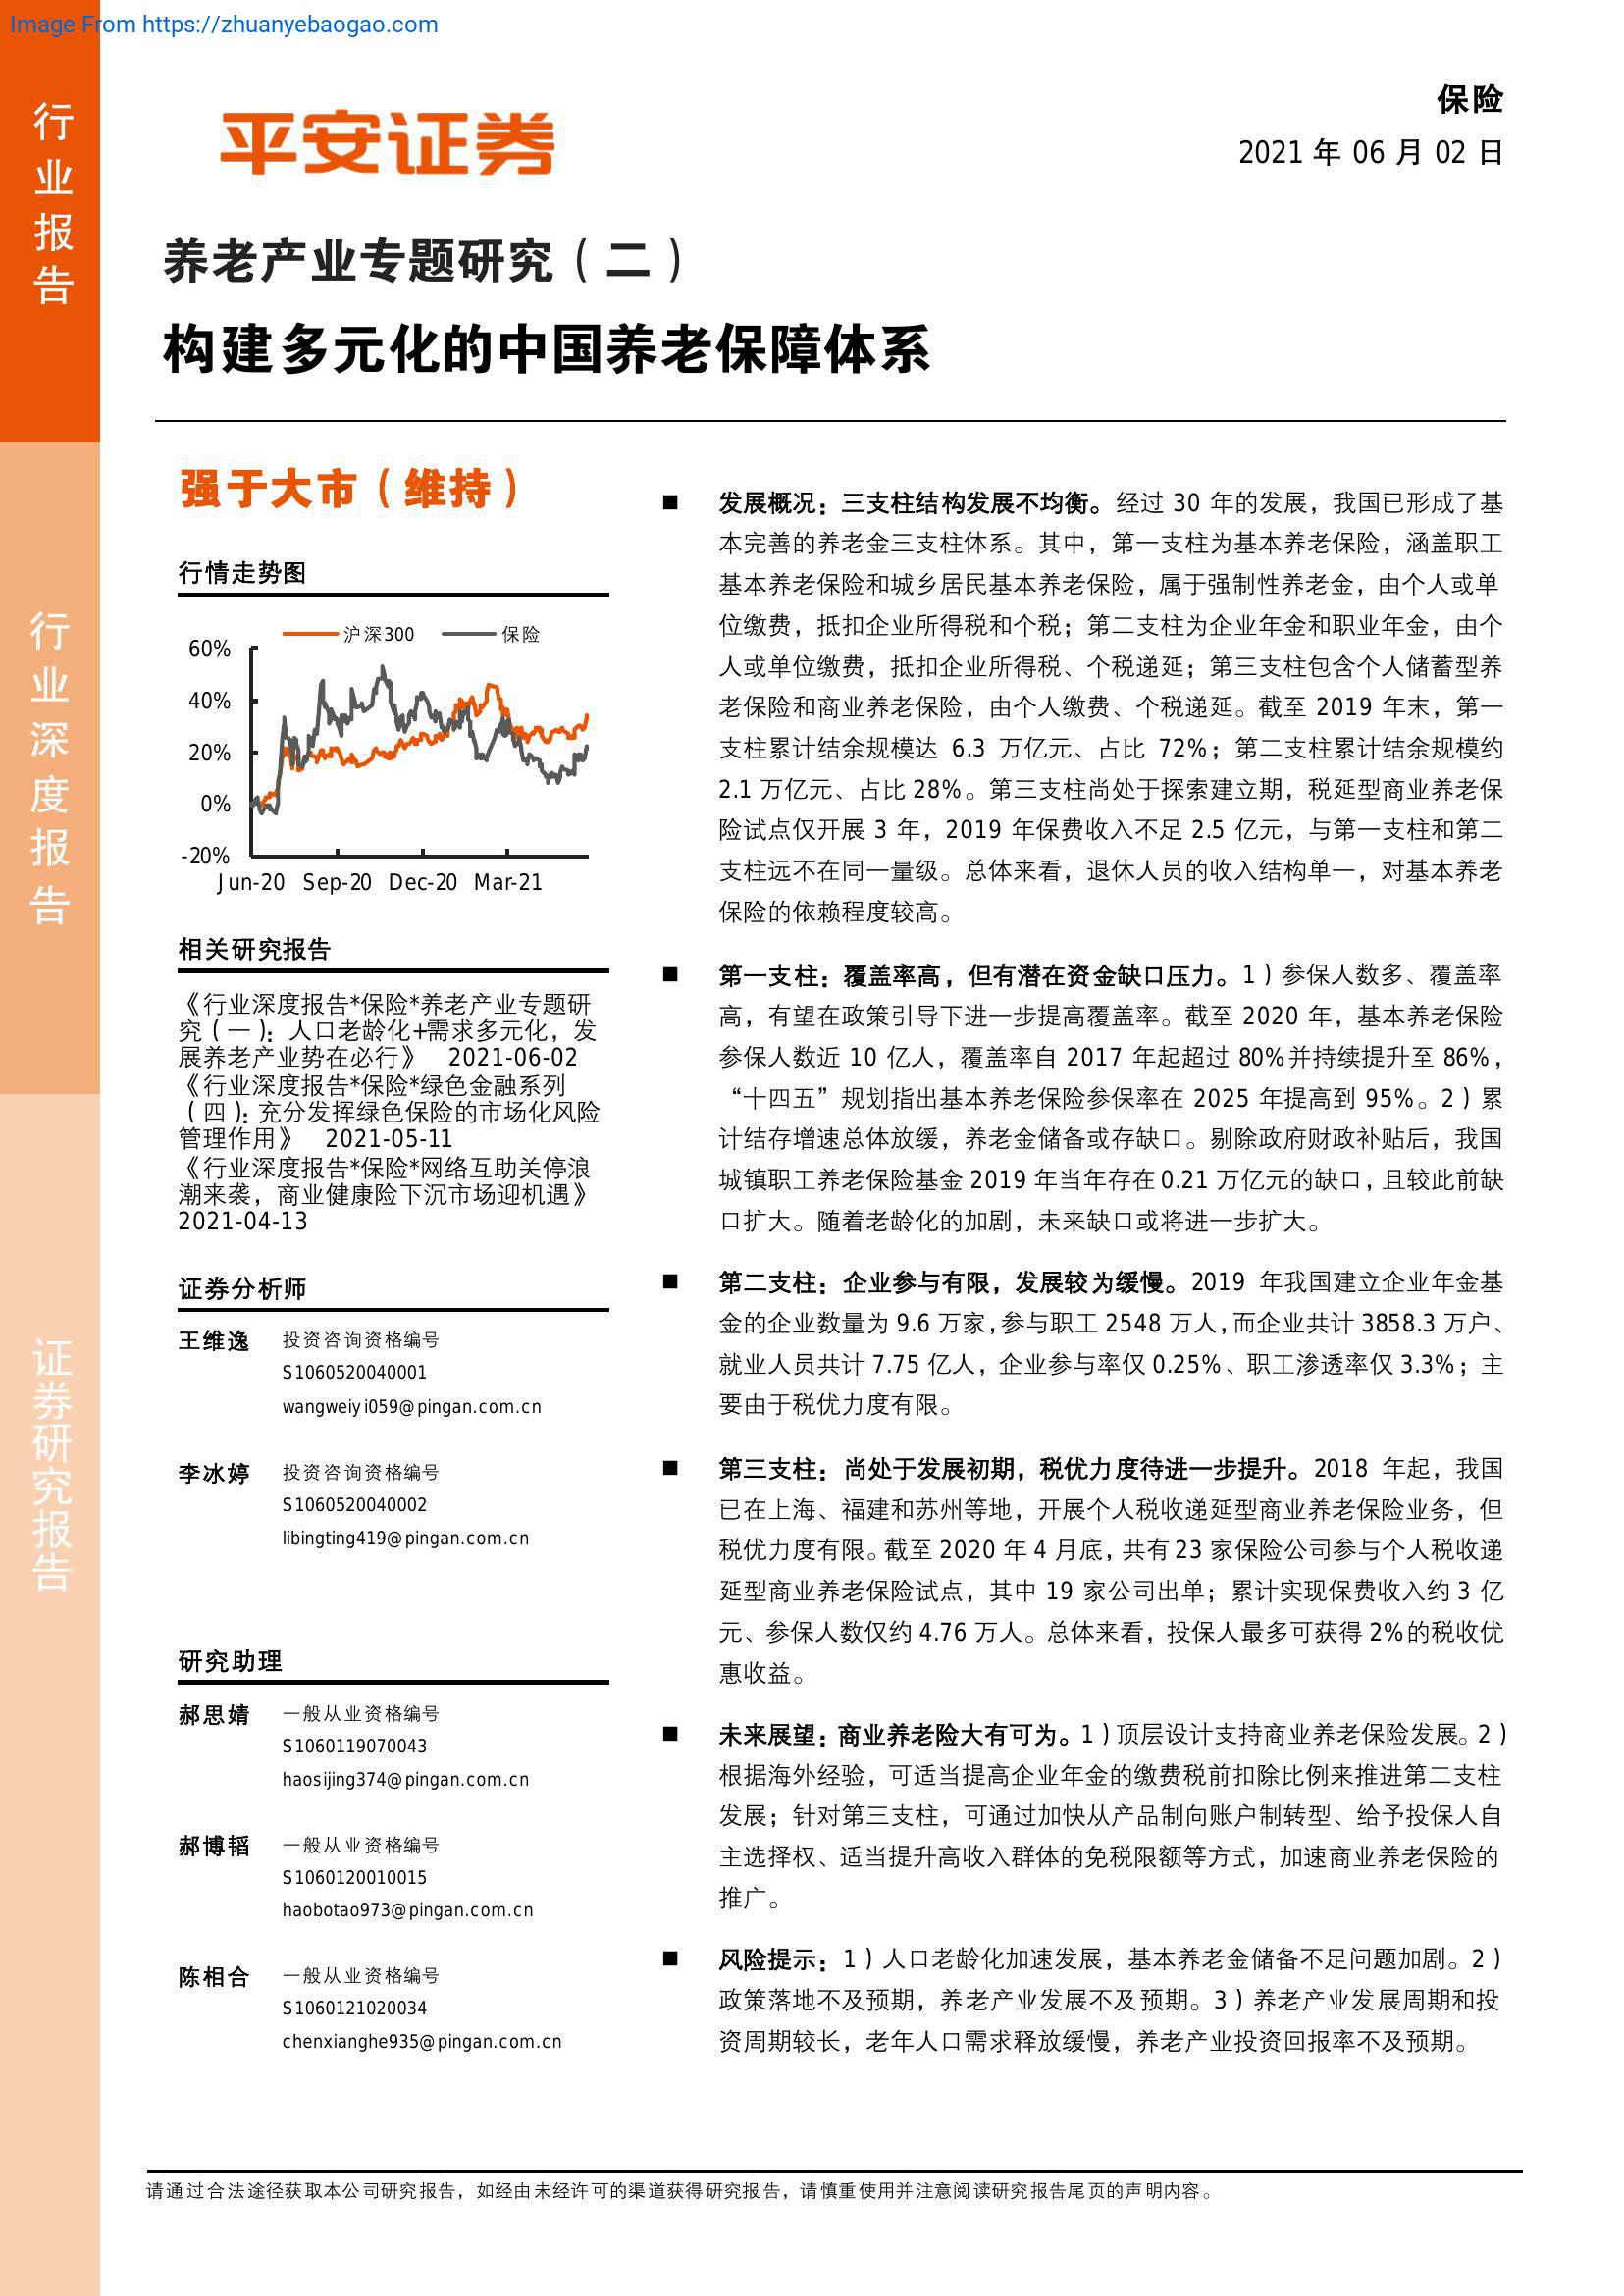 Image From https://zhuanyebaogao.com
行业报告
行业深度报告
证券研究报告
平安证券
保险
2021 年 06 月 02 日
养老产业专题研究(二)
构建多元化的中国养老保障体系
强于大市(维持)
行情走势图
沪深300 保险
60%
40%
20%
0%
-20%
Jun-20 Sep-20 Dec-20 Mar-21
相关研究报告
《行业深度报告*保险*养老产业专题研
究(一):人口老龄化+需求多元化,发
展养老产业势在必行》 2021-06-02
《行业深度报告*保险*绿色金融系列
(四):充分发挥绿色保险的市场化风险
管理作用》 2021-05-11
《行业深度报告*保险*网络互助关停浪
潮来袭,商业健康险下沉市场迎机遇》
2021-04-13
证券分析师
王维逸 投资咨询资格编号
S1060520040001
wangweiyi059@pingan.com.cn
李冰婷 投资咨询资格编号
S1060520040002
libingting419@pingan.com.cn
研究助理
郝思婧 一般从业资格编号
S1060119070043
haosijing374@pingan.com.cn
郝博韬 一般从业资格编号
S1060120010015
haobotao973@pingan.com.cn
陈相合 一般从业资格编号
S1060121020034
chenxianghe935@pingan.com.cn
■ 发展概况:三支柱结构发展不均衡。经过 30 年的发展,我国已形成了基
本完善的养老金三支柱体系。其中,第一支柱为基本养老保险,涵盖职工
基本养老保险和城乡居民基本养老保险,属于强制性养老金,由个人或单
位缴费,抵扣企业所得税和个税;第二支柱为企业年金和职业年金,由个
人或单位缴费,抵扣企业所得税、个税递延;第三支柱包含个人储蓄型养
老保险和商业养老保险,由个人缴费、个税递延。截至 2019 年末,第一
支柱累计结余规模达 6.3 万亿元、占比 72%;第二支柱累计结余规模约
2.1 万亿元、占比 28%。第三支柱尚处于探索建立期,税延型商业养老保
险试点仅开展 3 年,2019 年保费收入不足 2.5 亿元,与第一支柱和第二
支柱远不在同一量级。总体来看,退休人员的收入结构单一,对基本养老
保险的依赖程度较高。
■ 第一支柱:覆盖率高,但有潜在资金缺口压力。1)参保人数多、覆盖率
高,有望在政策引导下进一步提高覆盖率。截至 2020 年,基本养老保险
参保人数近 10 亿人,覆盖率自 2017 年起超过 80%并持续提升至 86%,
“十四五”规划指出基本养老保险参保率在 2025 年提高到 95%。2)累
计结存增速总体放缓,养老金储备或存缺口。剔除政府财政补贴后,我国
城镇职工养老保险基金 2019 年当年存在 0.21 万亿元的缺口,且较此前缺
口扩大。随着老龄化的加剧,未来缺口或将进一步扩大。
■ 第二支柱:企业参与有限,发展较为缓慢。2019 年我国建立企业年金基
金的企业数量为 9.6 万家,参与职工 2548 万人,而企业共计 3858.3 万户、
就业人员共计 7.75 亿人,企业参与率仅 0.25%、职工渗透率仅 3.3%;主
要由于税优力度有限。
■ 第三支柱:尚处于发展初期,税优力度待进一步提升。2018 年起,我国
已在上海、福建和苏州等地,开展个人税收递延型商业养老保险业务,但
税优力度有限。截至 2020 年 4 月底,共有 23 家保险公司参与个人税收递
延型商业养老保险试点,其中 19 家公司出单;累计实现保费收入约 3 亿
元、参保人数仅约 4.76 万人。总体来看,投保人最多可获得 2%的税收优
惠收益。
■ 未来展望:商业养老险大有可为。1)顶层设计支持商业养老保险发展。2)
根据海外经验,可适当提高企业年金的缴费税前扣除比例来推进第二支柱
发展;针对第三支柱,可通过加快从产品制向账户制转型、给予投保人自
主选择权、适当提升高收入群体的免税限额等方式,加速商业养老保险的
推广。
■ 风险提示:1)人口老龄化加速发展,基本养老金储备不足问题加剧。2)
政策落地不及预期,养老产业发展不及预期。3)养老产业发展周期和投
资周期较长,老年人口需求释放缓慢,养老产业投资回报率不及预期。
请通过合法途径获取本公司研究报告,如经由未经许可的渠道获得研究报告,请慎重使用并注意阅读研究报告尾页的声明内容。